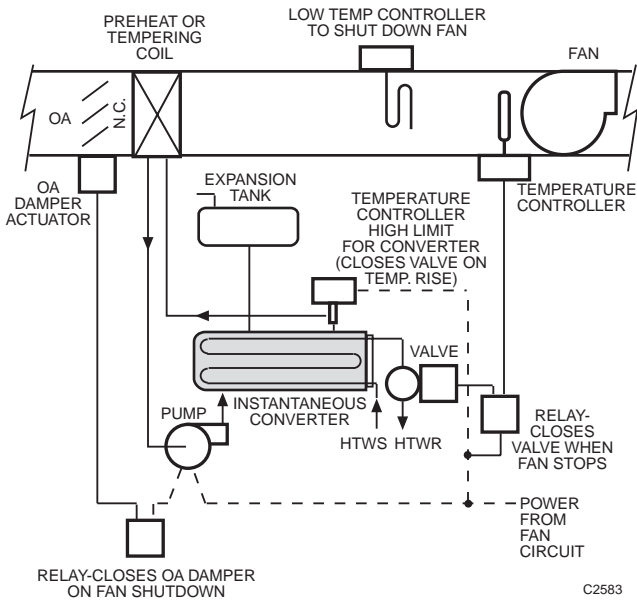 PREHEAT OR
TEMPERING
COIL
LOW TEMP CONTROLLER
TO SHUT DOWN FAN
FAN
OA
N.C.
OA
DAMPER
ACTUATOR
EXPANSION
TANK
TEMPERATURE
CONTROLLER
HIGH LIMIT
FOR CONVERTER
(CLOSES VALVE ON
TEMP. RISE)
TEMPERATURE
CONTROLLER
VALVE
PUMP
INSTANTANEOUS
CONVERTER
HTWS HTWR
RELAY-
CLOSES
VALVE WHEN
FAN STOPS
POWER
FROM
FAN
CIRCUIT
RELAY-CLOSES OA DAMPER
ON FAN SHUTDOWN
C2583